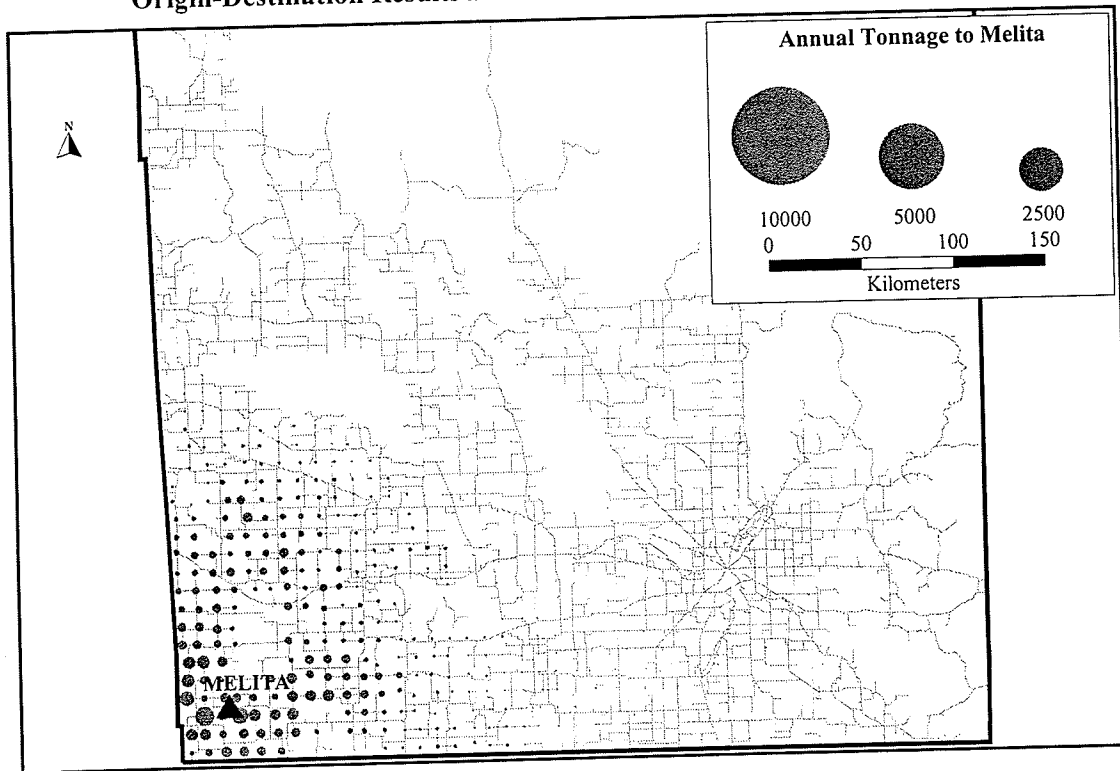 Origin-Destination Results
Annual Tonnage to Melita
N
10000 5000 2500
0 50 100 150
Kilometers
MELITA